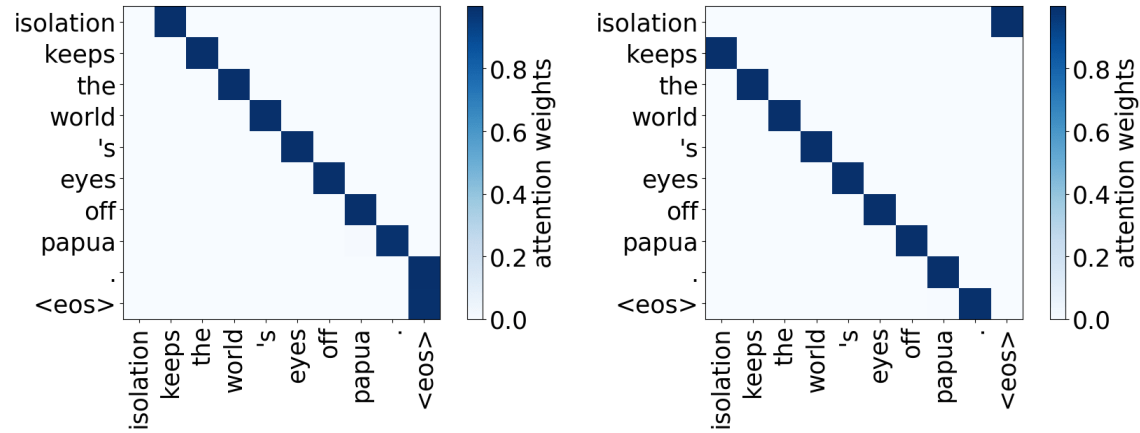 isolation
keeps
the
world
's
eyes
off
papua
.
<eos>
isolation
keeps
the
world
's
eyes
off
papua
.
<eos>
0.8
0.6
0.4
0.2
0.0
attention weights
isolation
keeps
the
world
's
eyes
off
papua
.
<eos>
isolation
keeps
the
world
's
eyes
off
papua
.
<eos>
0.8
0.6
0.4
0.2
0.0
attention weights